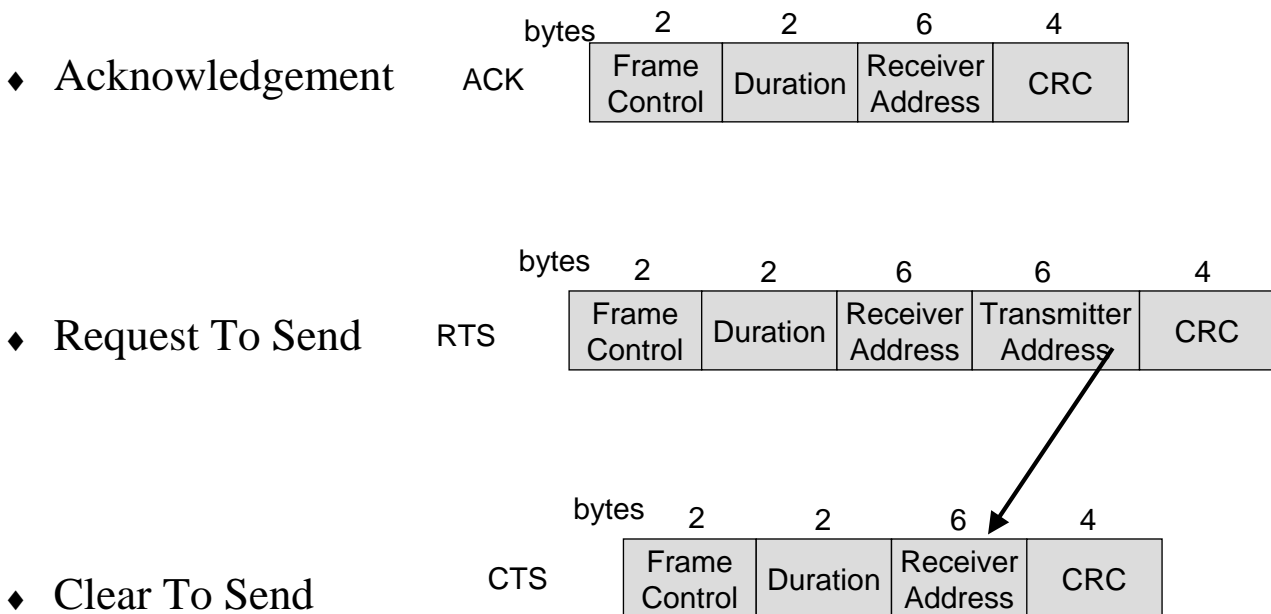 bytes 2 2 6 4
♦ Acknowledgement ACK Frame Control Duration Receiver Address CRC
bytes 2 2 6 6 4
♦ Request To Send RTS Frame Control Duration Receiver Address Transmitter Address CRC
bytes 2 2 6 4
♦ Clear To Send CTS Frame Control Duration Receiver Address CRC